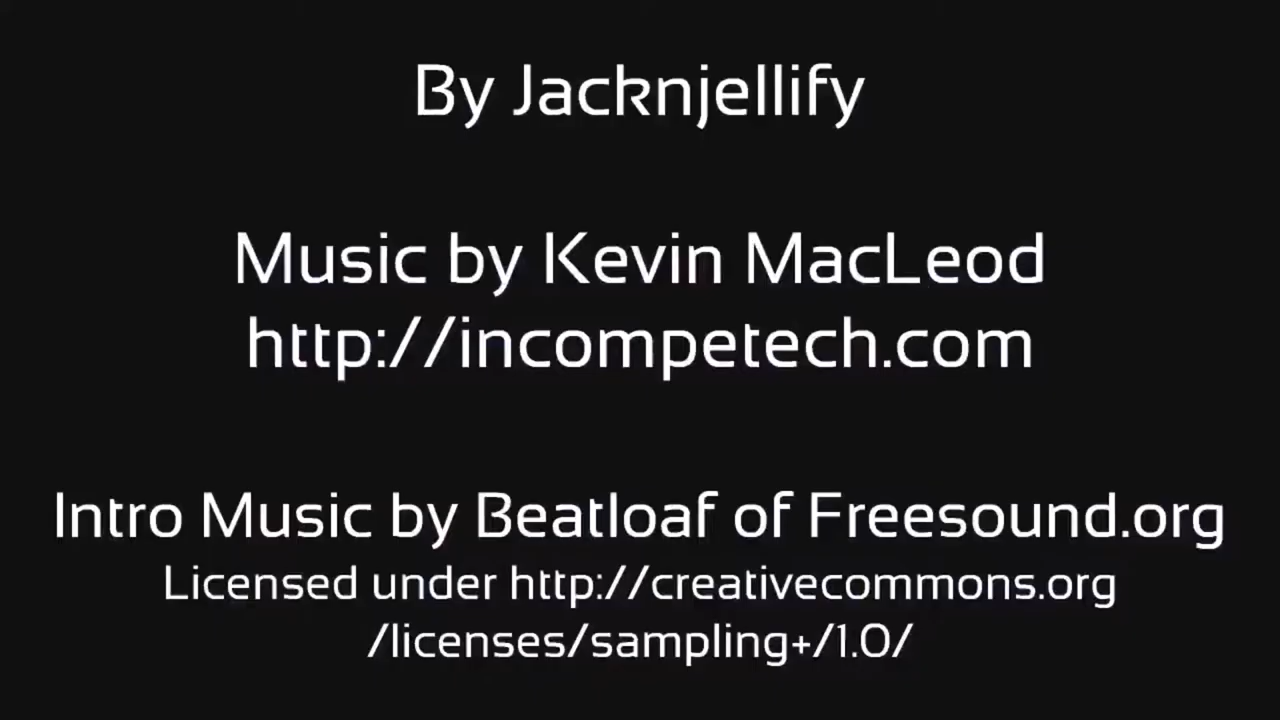 By Jacknjellify
Music by Kevin MacLeod
http://incompetech.com
Intro Music by Beatloaf of Freesound.org
Licensed under http://creativecommons.org
/licenses/sampling+/1.0/